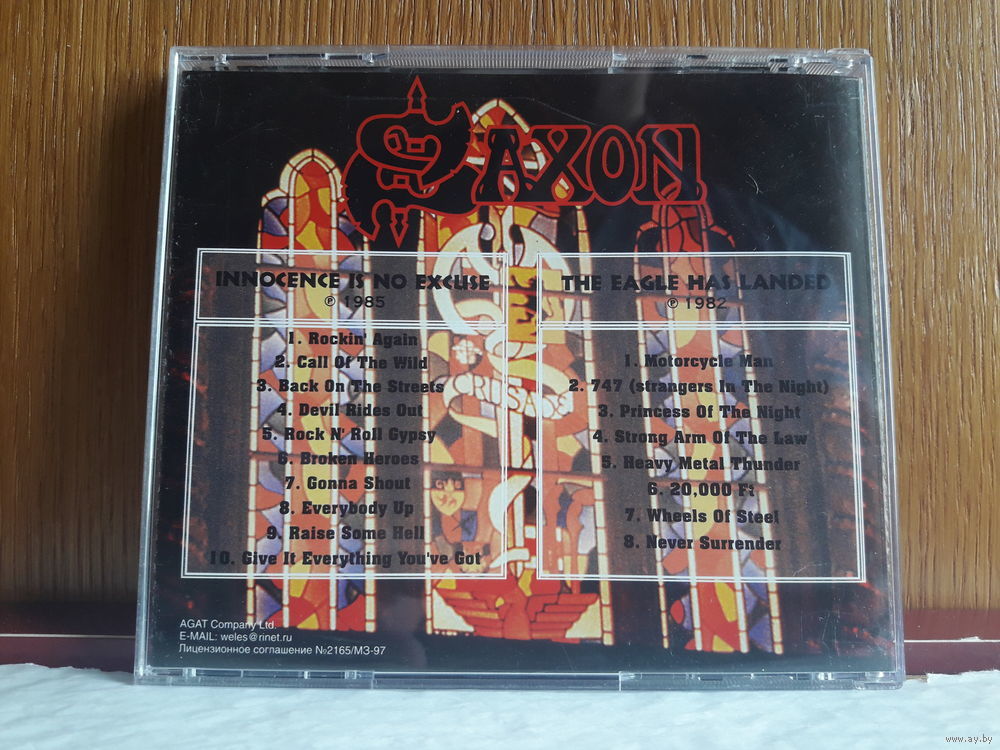 SAXON
INNOCENCE IS NO EXCUSE
℗ 1985
1. Rockin' Again
2. Call Of The Wild
3. Back On The Streets
4. Devil Rides Out
5. Rock N' Roll Gypsy
6. Broken Heroes
7. Gonna Shout
8. Everybody Up
9. Raise Some Hell
10. Give It Everything You've Got
THE EAGLE HAS LANDED
℗ 1982
1. Motorcycle Man
2. 747 (strangers In The Night)
3. Princess Of The Night
4. Strong Arm Of The Law
5. Heavy Metal Thunder
6. 20,000 Ft
7. Wheels Of Steel
8. Never Surrender
CRUSADE
AGAT Company Ltd.
E-MAIL: weles@rinet.ru
Лицензионное соглашение №2165/МЗ-97
www.ay.by